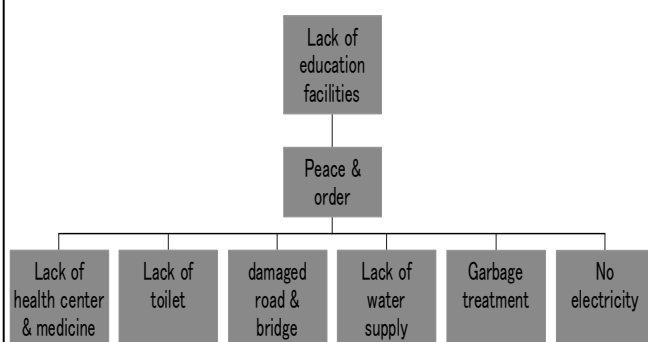 Lack of
education
facilities
Peace &
order
Lack of
health center
& medicine
Lack of
toilet
damaged
road &
bridge
Lack of
water
supply
Garbage
treatment
No
electricity